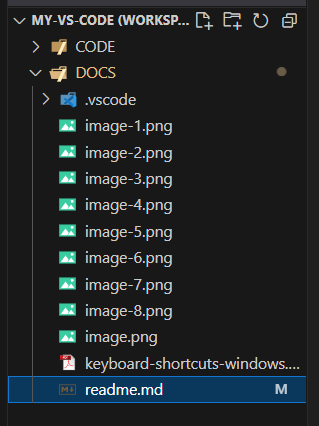 MY-VS-CODE (WORKSP...
CODE
DOCS
.vscode
image-1.png
image-2.png
image-3.png
image-4.png
image-5.png
image-6.png
image-7.png
image-8.png
image.png
keyboard-shortcuts-windows....
readme.md M